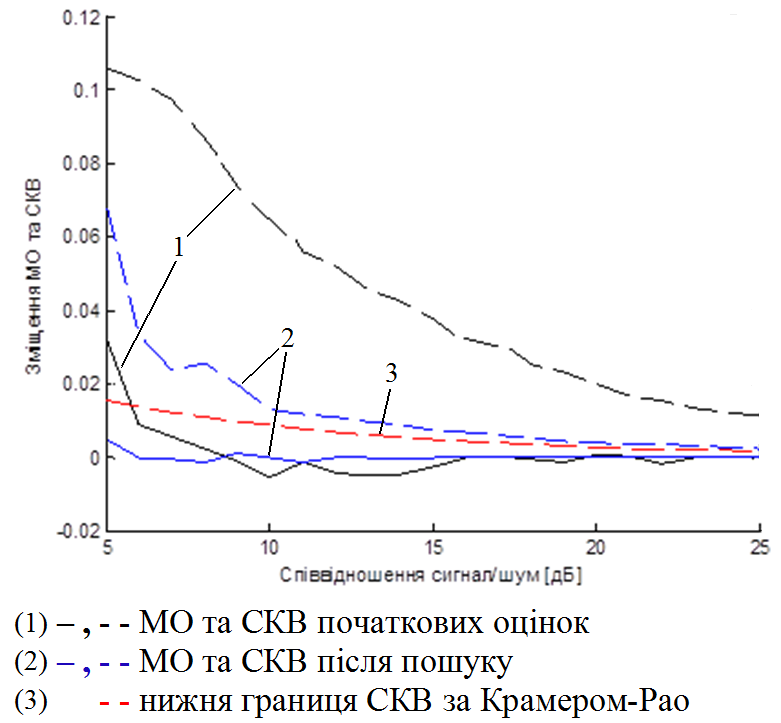 0.12
0.1
0.08
0.06
0.04
0.02
0
-0.02
Зміщення МО та СКВ
1
2
3
5 10 15 20 25
Співвідношення сигнал/шум [дБ]
(1) – , - - МО та СКВ початкових оцінок
(2) – , - - МО та СКВ після пошуку
(3) - - нижня границя СКВ за Крамером-Рао